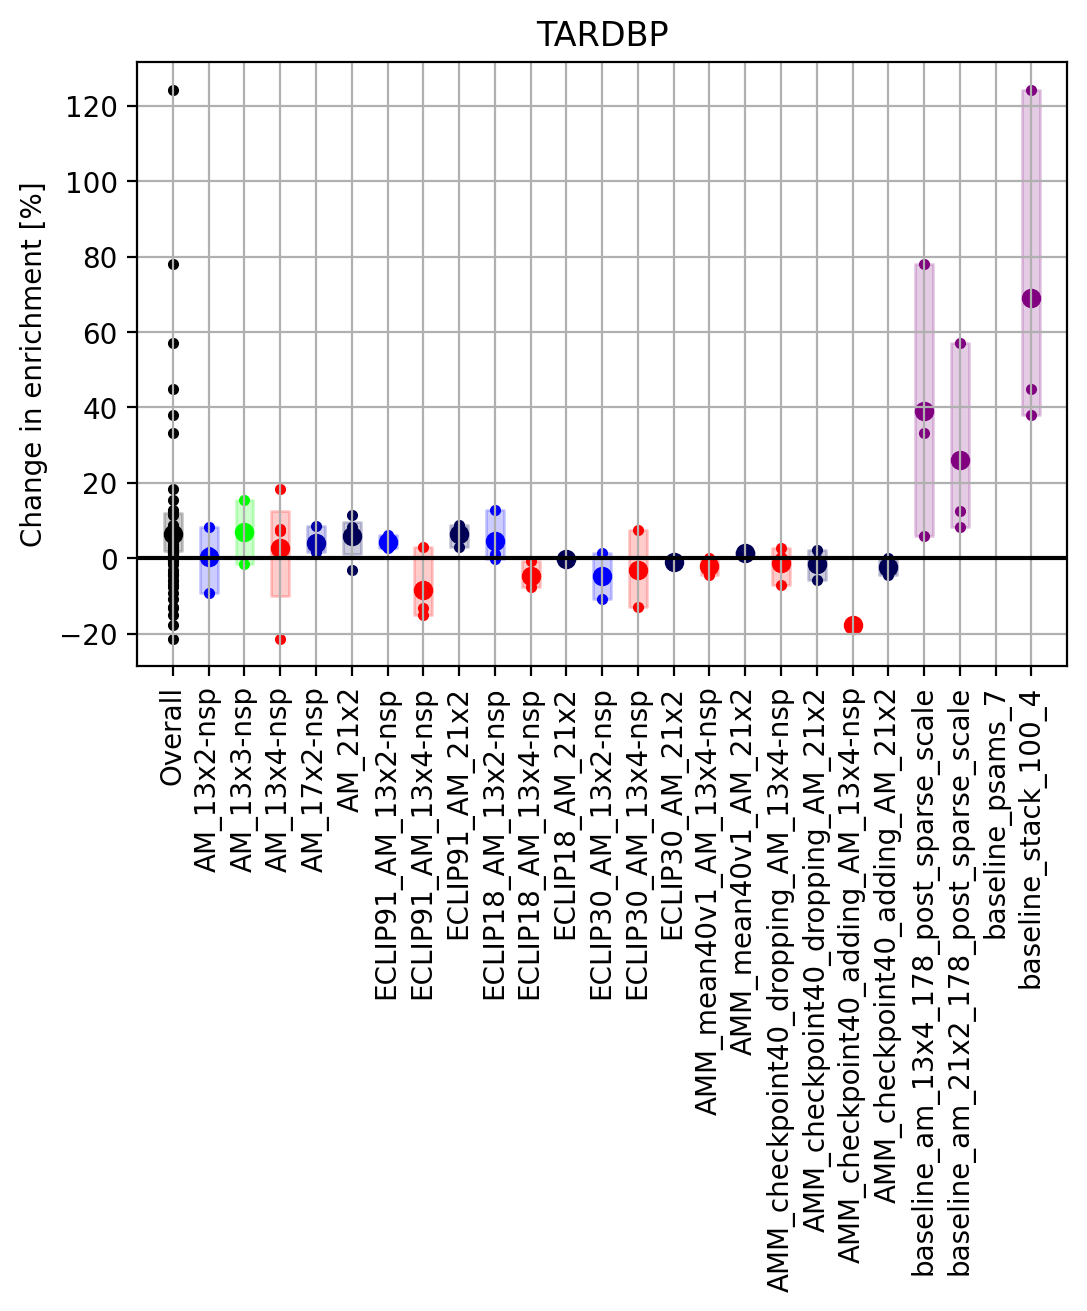 TARDBP
Change in enrichment [%]
120
100
80
60
40
20
0
−20
Overall
AM_13x2-nsp
AM_13x3-nsp
AM_13x4-nsp
AM_17x2-nsp
AM_21x2
ECLIP91_AM_13x2-nsp
ECLIP91_AM_13x4-nsp
ECLIP91_AM_21x2
ECLIP18_AM_13x2-nsp
ECLIP18_AM_13x4-nsp
ECLIP18_AM_21x2
ECLIP30_AM_13x2-nsp
ECLIP30_AM_13x4-nsp
ECLIP30_AM_21x2
AMM_mean40v1_AM_13x4-nsp
AMM_mean40v1_AM_21x2
AMM_checkpoint40_dropping_AM_13x4-nsp
AMM_checkpoint40_dropping_AM_21x2
AMM_checkpoint40_adding_AM_13x4-nsp
AMM_checkpoint40_adding_AM_21x2
baseline_am_13x4_178_post_sparse_scale
baseline_am_21x2_178_post_sparse_scale
baseline_psams_7
baseline_stack_100_4